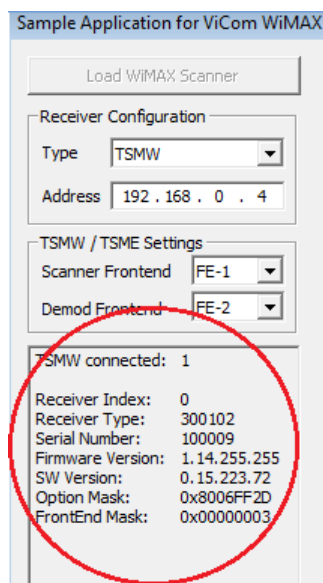 Sample Application for ViCom WiMAX
Load WiMAX Scanner
Receiver Configuration
Type TSMW
Address 192 . 168 . 0 . 4
TSMW / TSME Settings
Scanner Frontend FE-1
Demod Frontend FE-2
TSMW connected: 1
Receiver Index: 0
Receiver Type: 300102
Serial Number: 100009
Firmware Version: 1.14.255.255
SW Version: 0.15.223.72
Option Mask: 0x8006FF2D
FrontEnd Mask: 0x00000003